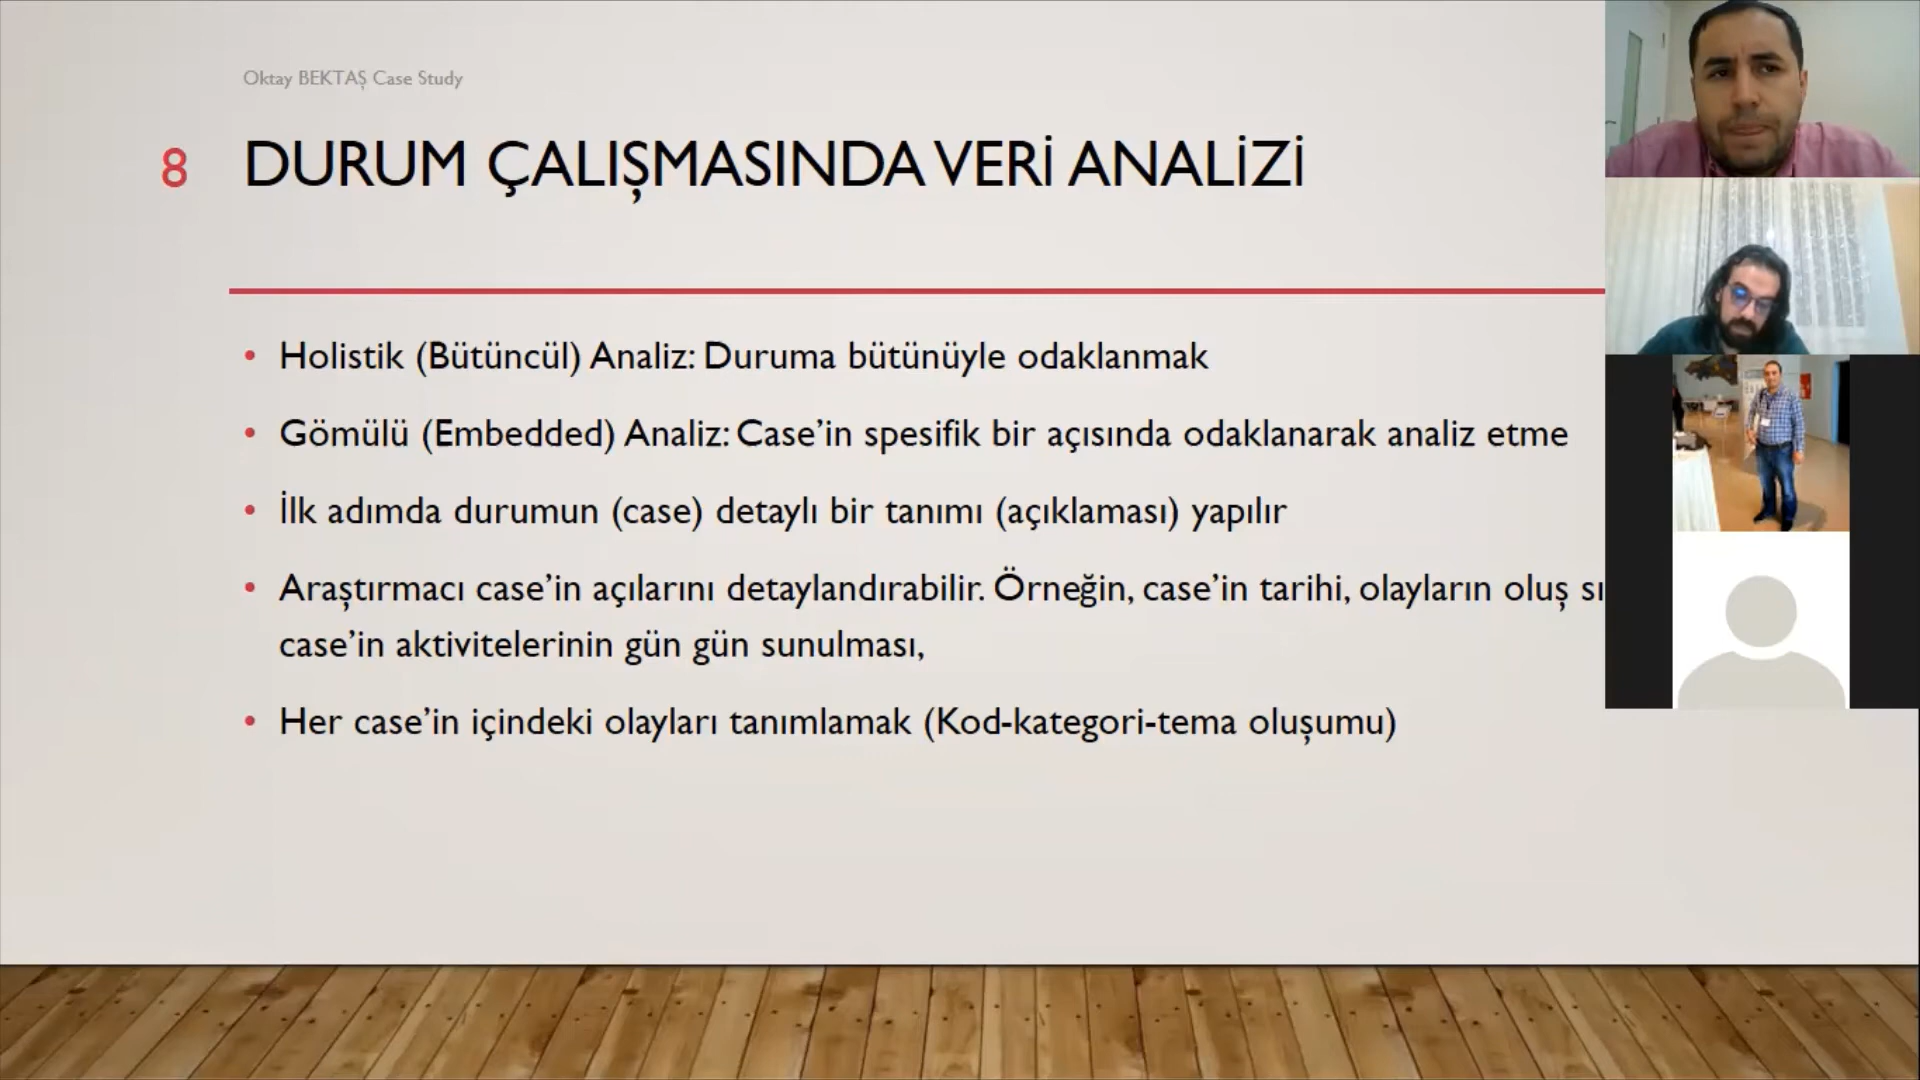 Oktay BEKTAŞ Case Study
8
DURUM ÇALIŞMASINDA VERİ ANALİZİ
• Holistik (Bütüncül) Analiz: Duruma bütünüyle odaklanmak
• Gömülü (Embedded) Analiz: Case’in spesifik bir açısında odaklanarak analiz etme
• İlk adımda durumun (case) detaylı bir tanımı (açıklaması) yapılır
• Araştırmacı case’in açılarını detaylandırabilir. Örneğin, case’in tarihi, olayların oluş
case’in aktivitelerinin gün gün sunulması,
• Her case’in içindeki olayları tanımlamak (Kod-kategori-tema oluşumu)